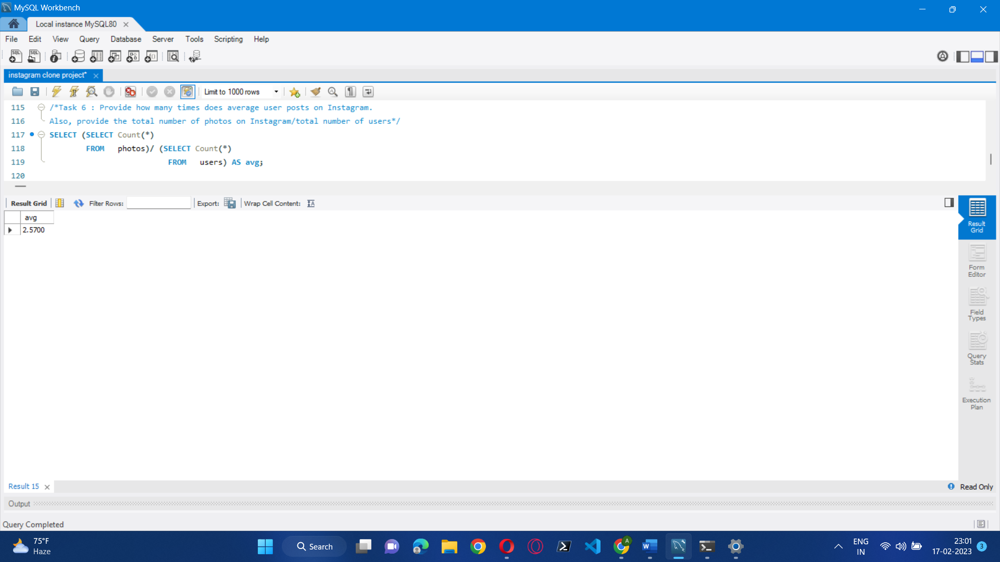 MySQL Workbench
Local instance MySQL80
File Edit View Query Database Server Tools Scripting Help
instagram clone project*
Limit to 1000 rows
115 /*Task 6 : Provide how many times does average user posts on Instagram.
116 Also, provide the total number of photos on Instagram/total number of users*/
117 SELECT (SELECT Count(*)
118 FROM photos)/ (SELECT Count(*)
119 FROM users) AS avg;
120
Result Grid Filter Rows: Export: Wrap Cell Content:
avg
2.5700
Result
Grid
Form
Editor
Field
Types
Query
Stats
Execution
Plan
Result 15
Read Only
Output
Query Completed
75°F
Haze
Search
ENG
IN
23:01
17-02-2023
3